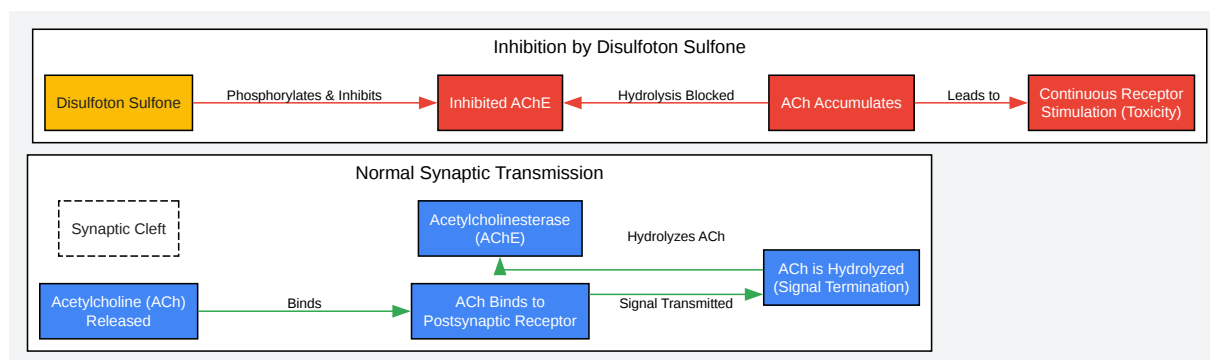 Inhibition by Disulfoton Sulfone
Disulfoton Sulfone
Phosphorylates & Inhibits
Inhibited AChE
Hydrolysis Blocked
ACh Accumulates
Leads to
Continuous Receptor
Stimulation (Toxicity)
Normal Synaptic Transmission
Synaptic Cleft
Acetylcholinesterase
(AChE)
Hydrolyzes ACh
ACh is Hydrolyzed
(Signal Termination)
Acetylcholine (ACh)
Released
Binds
ACh Binds to
Postsynaptic Receptor
Signal Transmitted